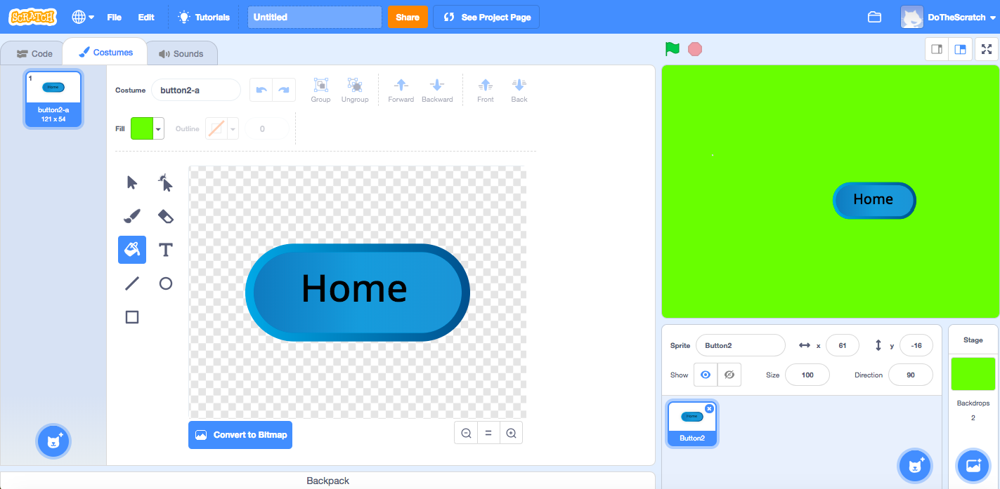 SCRATCH File Edit Tutorials Untitled Share See Project Page DoTheScratch
Code Costumes Sounds
1
Home
button2-a
121 x 54
Costume button2-a
Group Ungroup Forward Backward Front Back
Fill Outline 0
Home
Convert to Bitmap
Backpack
Home
Sprite Button2 x 61 y -16
Show Size 100 Direction 90
Home
Button2
Stage
Backdrops
2